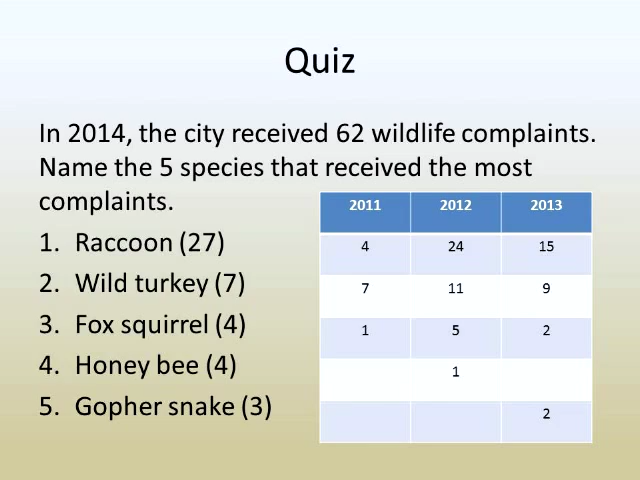 Quiz
In 2014, the city received 62 wildlife complaints.
Name the 5 species that received the most
complaints.
1. Raccoon (27)
2. Wild turkey (7)
3. Fox squirrel (4)
4. Honey bee (4)
5. Gopher snake (3)
2011 2012 2013
4 24 15
7 11 9
1 5 2
1
2